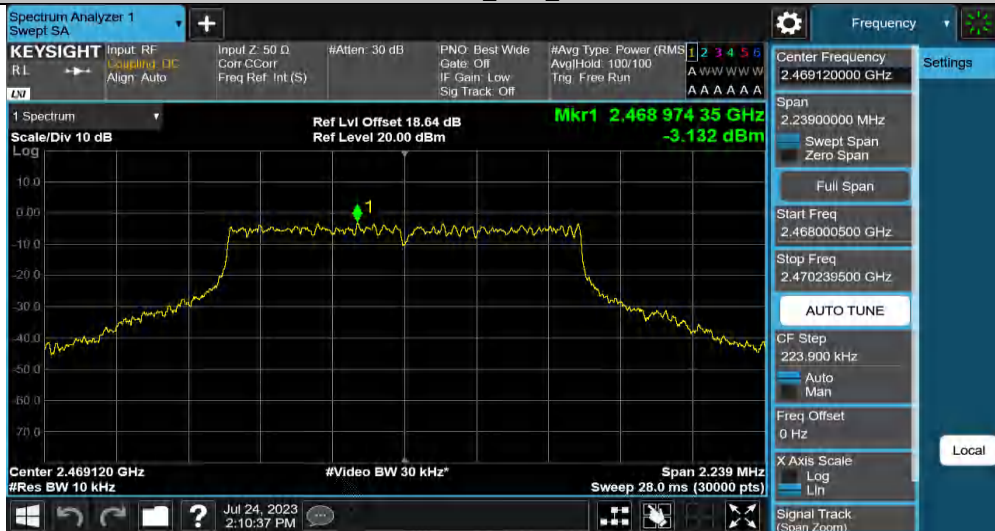 Spectrum Analyzer 1
Swept SA
Frequency
KEYSIGHT
RL
LXI
Input: RF
Coupling: DC
Align: Auto
Input Z: 50 Ω
Corr CCorr
Freq Ref: Int (S)
#Atten: 30 dB
PNO: Best Wide
Gate: Off
IF Gain: Low
Sig Track: Off
#Avg Type: Power (RMS
Avg|Hold: 100/100
Trig: Free Run
1 2 3 4 5 6
A W W W W W
A A A A A A
1 Spectrum
Scale/Div 10 dB
Log
Ref Lvl Offset 18.64 dB
Ref Level 20.00 dBm
Mkr1 2.468 974 35 GHz
-3.132 dBm
10.0
0.00
-10.0
-20.0
-30.0
-40.0
-50.0
-60.0
-70.0
1
Center 2.469120 GHz
#Res BW 10 kHz
#Video BW 30 kHz*
Span 2.239 MHz
Sweep 28.0 ms (30000 pts)
Jul 24, 2023
2:10:37 PM
Center Frequency
2.469120000 GHz
Span
2.23900000 MHz
Swept Span
Zero Span
Full Span
Start Freq
2.468000500 GHz
Stop Freq
2.470239500 GHz
AUTO TUNE
CF Step
223.900 kHz
Auto
Man
Freq Offset
0 Hz
X Axis Scale
Log
Lin
Signal Track
(Span Zoom)
Settings
Local